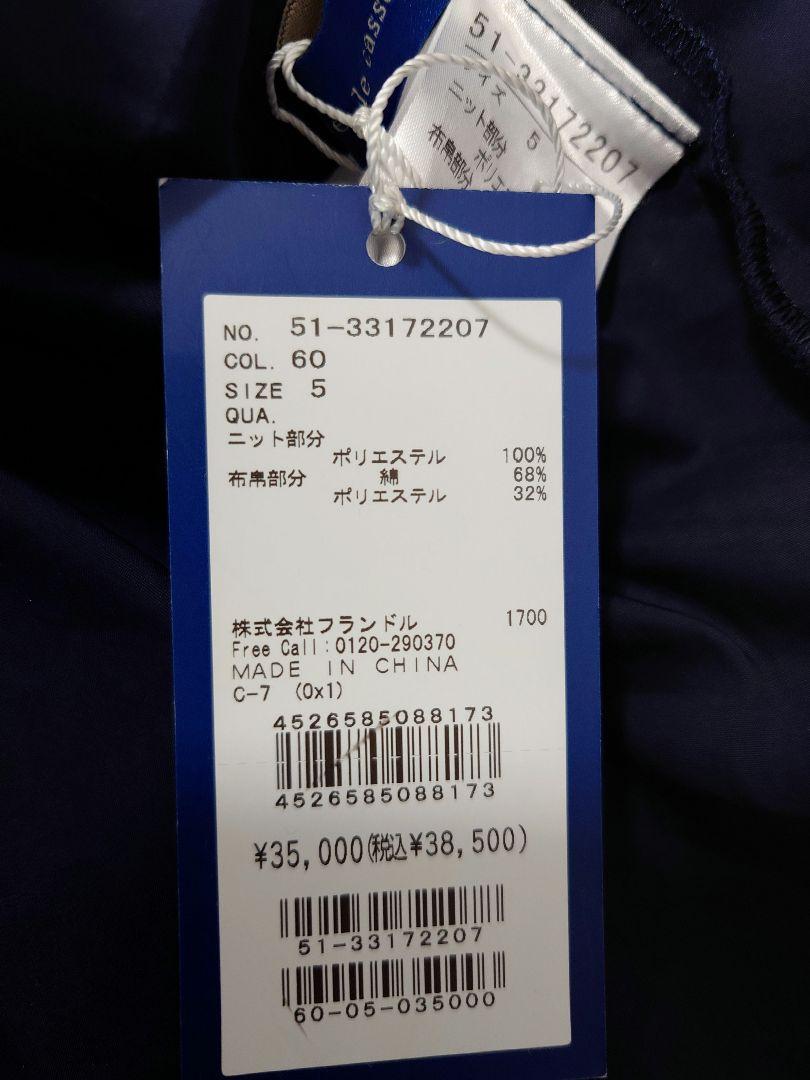 le casse
51-33172207
サイズ 5
ニット部分
布帛部分
NO. 51-33172207
COL. 60
SIZE 5
QUA.
ニット部分
ポリエステル 100%
布帛部分 綿 68%
ポリエステル 32%
株式会社フランドル 1700
Free Call:0120-290370
MADE IN CHINA
C-7 (0x1)
4526585088173
4526585088173
¥35,000(税込¥38,500)
51-33172207
60-05-035000